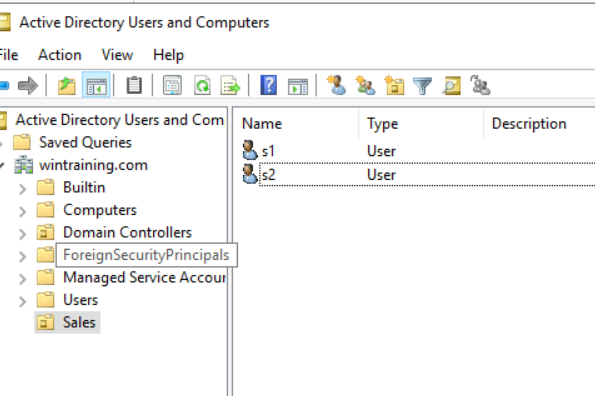 Active Directory Users and Computers
File Action View Help
Active Directory Users and Com
Saved Queries
wintraining.com
Builtin
Computers
Domain Controllers
ForeignSecurityPrincipals
Managed Service Accour
Users
Sales
Name Type Description
s1 User
s2 User